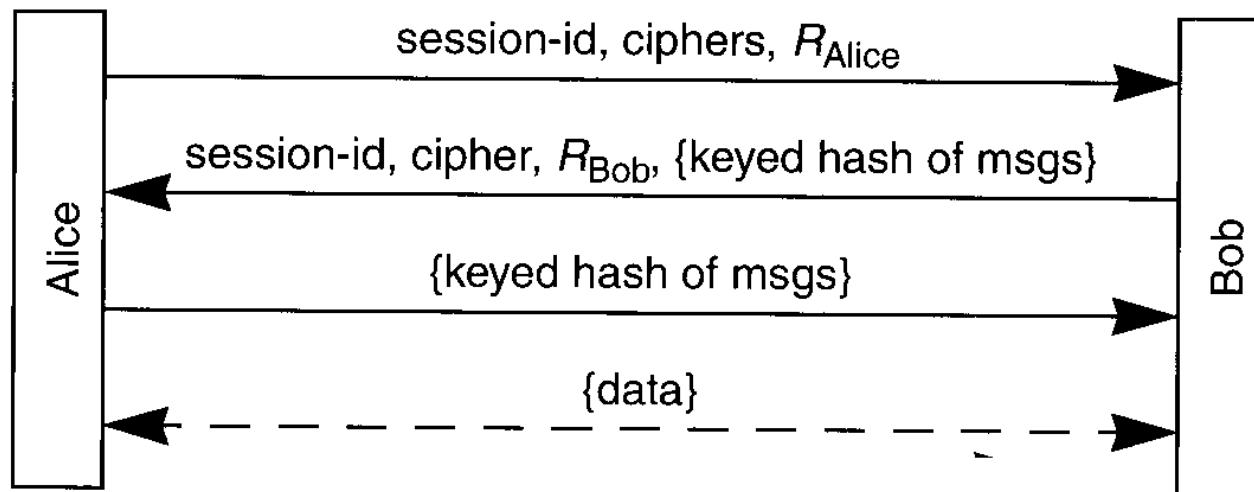 session-id, ciphers, R_Alice
session-id, cipher, R_Bob, {keyed hash of msgs}
{keyed hash of msgs}
{data}
Alice
Bob